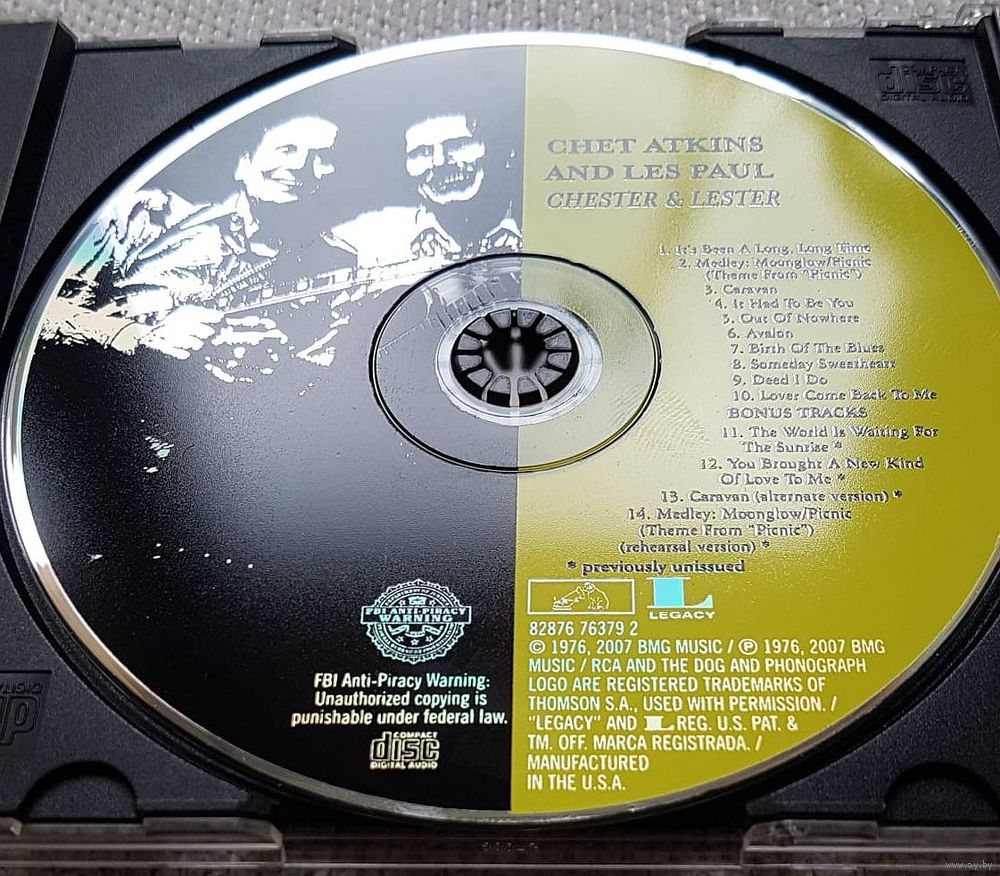 COMPACT
disc
DIGITAL AUDIO
CHET ATKINS
AND LES PAUL
CHESTER & LESTER
1. It's Been A Long, Long Time
2. Medley: Moonglow/Picnic
(Theme From "Picnic")
3. Caravan
4. It Had To Be You
5. Out Of Nowhere
6. Avalon
7. Birth Of The Blues
8. Someday Sweetheart
9. Deed I Do
10. Lover Come Back To Me
BONUS TRACKS
11. The World Is Waiting For
The Sunrise *
12. You Brought A New Kind
Of Love To Me *
13. Caravan (alternate version) *
14. Medley: Moonglow/Picnic
(Theme From "Picnic")
(rehearsal version) *
* previously unissued
L
LEGACY
82876 76379 2
© 1976, 2007 BMG MUSIC / ℗ 1976, 2007 BMG
MUSIC / RCA AND THE DOG AND PHONOGRAPH
LOGO ARE REGISTERED TRADEMARKS OF
THOMSON S.A., USED WITH PERMISSION. /
"LEGACY" AND L REG. U.S. PAT. &
TM. OFF. MARCA REGISTRADA. /
MANUFACTURED
IN THE U.S.A.
FBI ANTI-PIRACY
WARNING
FBI Anti-Piracy Warning:
Unauthorized copying is
punishable under federal law.
COMPACT
disc
DIGITAL AUDIO
www.ay.by